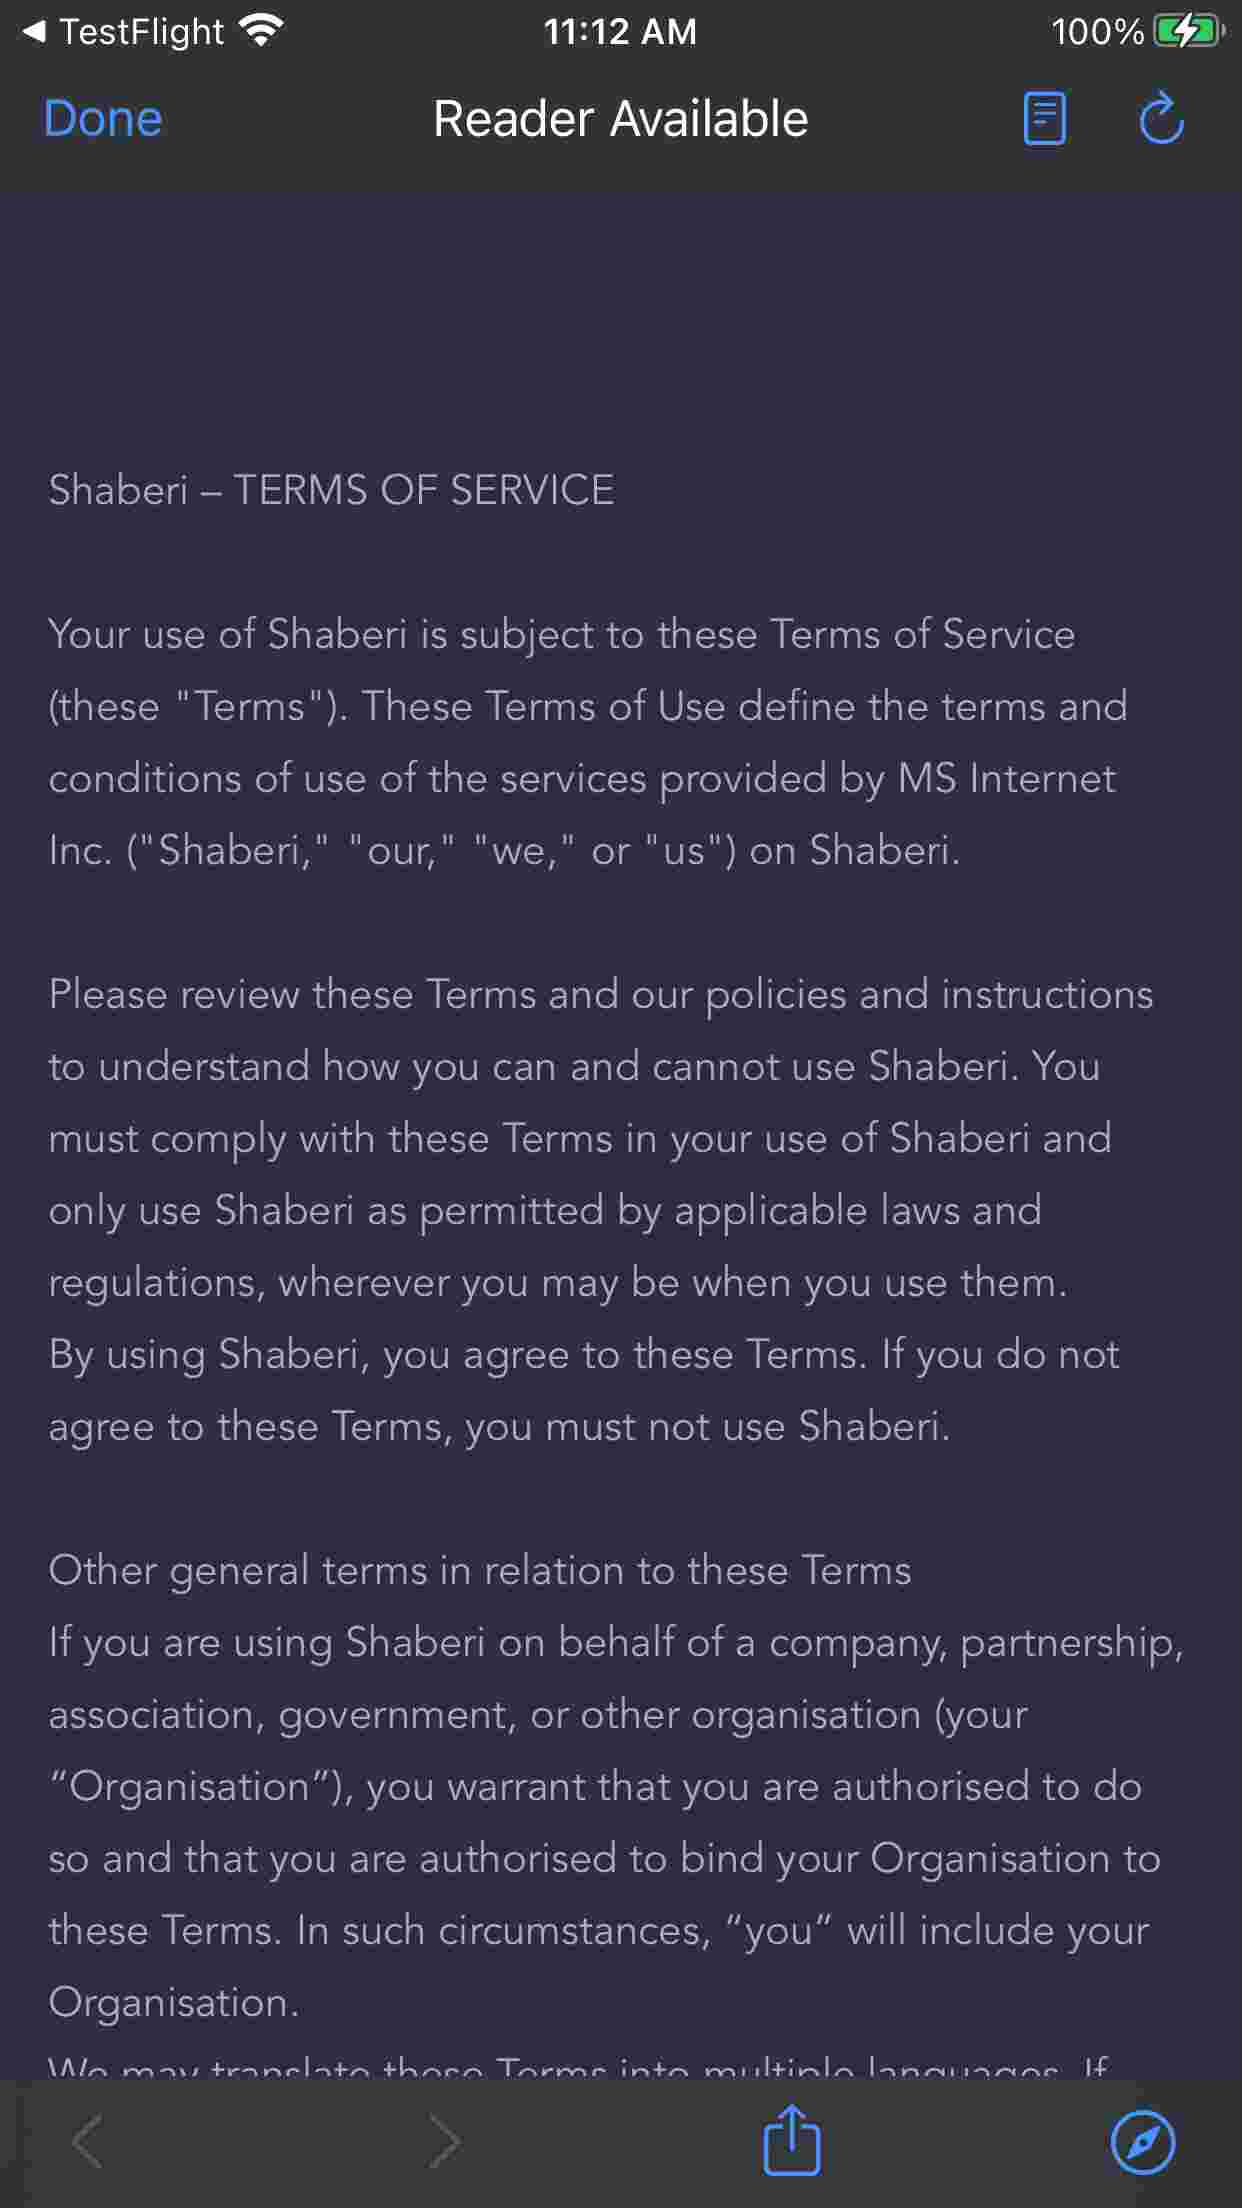 TestFlight
11:12 AM
100%
Done
Reader Available
Shaberi – TERMS OF SERVICE
Your use of Shaberi is subject to these Terms of Service
(these "Terms"). These Terms of Use define the terms and
conditions of use of the services provided by MS Internet
Inc. ("Shaberi," "our," "we," or "us") on Shaberi.
Please review these Terms and our policies and instructions
to understand how you can and cannot use Shaberi. You
must comply with these Terms in your use of Shaberi and
only use Shaberi as permitted by applicable laws and
regulations, wherever you may be when you use them.
By using Shaberi, you agree to these Terms. If you do not
agree to these Terms, you must not use Shaberi.
Other general terms in relation to these Terms
If you are using Shaberi on behalf of a company, partnership,
association, government, or other organisation (your
“Organisation”), you warrant that you are authorised to do
so and that you are authorised to bind your Organisation to
these Terms. In such circumstances, “you” will include your
Organisation.
We may translate these Terms into multiple languages. If